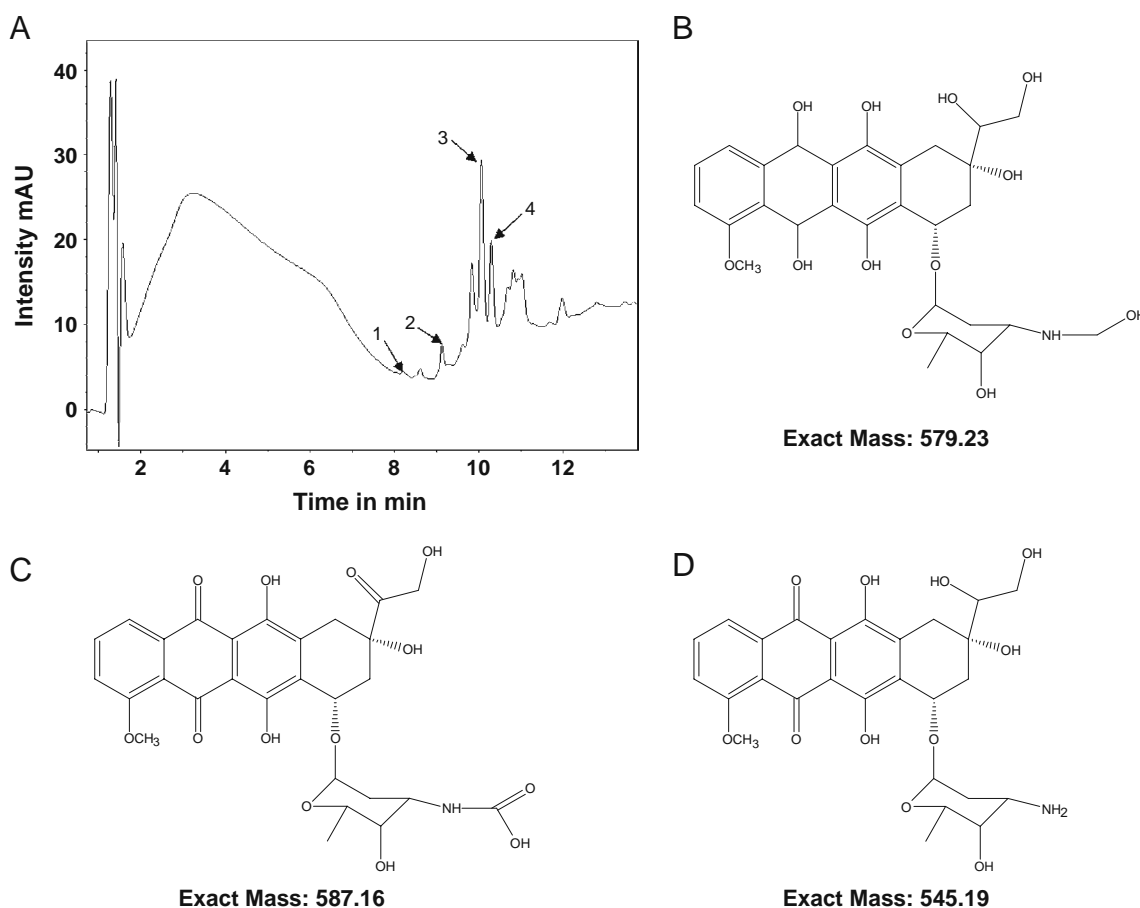 A
Intensity mAU
40
30
20
10
0
1
2
3
4
2
4
6
8
10
12
Time in min
B
OH
HO
OH
OH
OH
OCH3
OH
OH
O
O
NH
OH
OH
Exact Mass: 579.23
C
OH
O
O
OH
OH
OCH3
O
OH
O
O
NH
O
OH
OH
Exact Mass: 587.16
D
OH
HO
O
OH
OH
OCH3
O
OH
O
O
NH2
OH
Exact Mass: 545.19